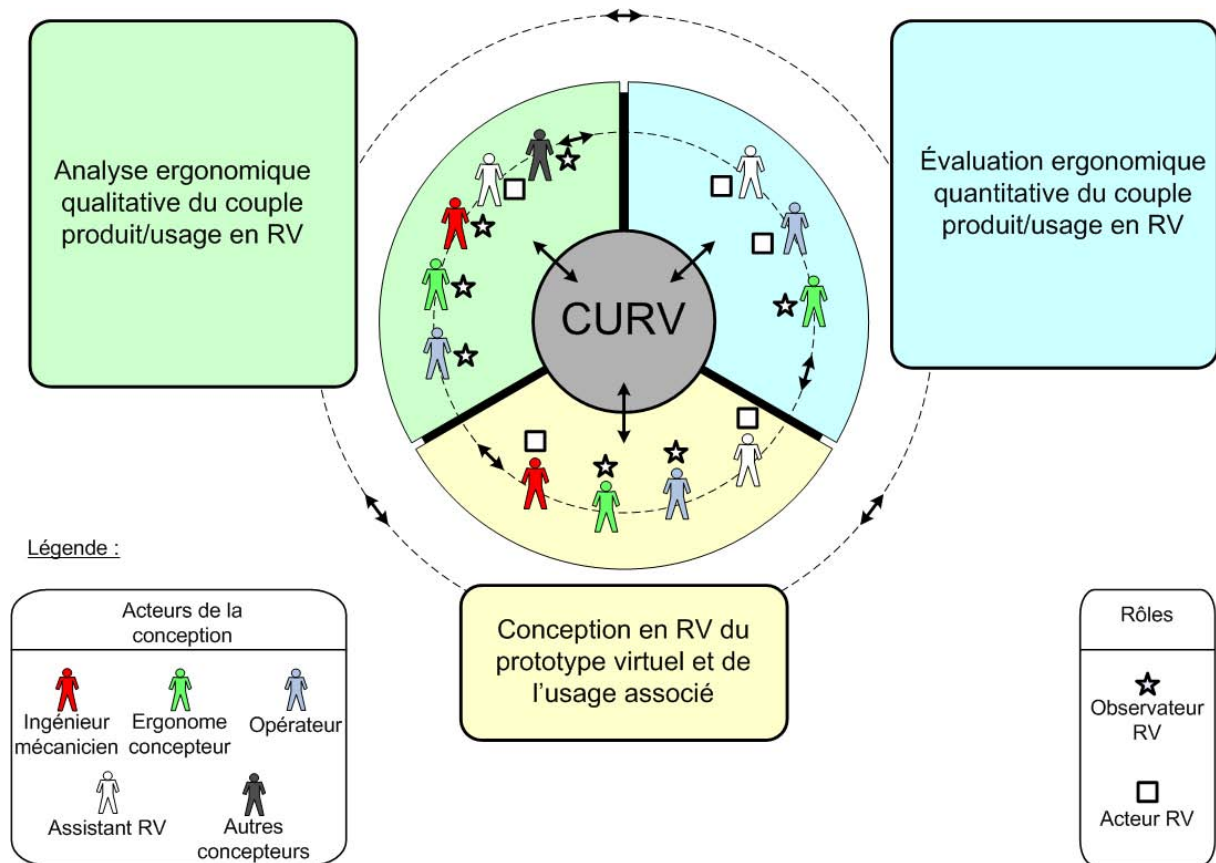 Analyse ergonomique
qualitative du couple
produit/usage en RV
Évaluation ergonomique
quantitative du couple
produit/usage en RV
CURV
Conception en RV du
prototype virtuel et de
l'usage associé
Légende :
Acteurs de la
conception
Ingénieur
mécanicien
Ergonome
concepteur
Opérateur
Assistant RV
Autres
concepteurs
Rôles
Observateur
RV
Acteur RV